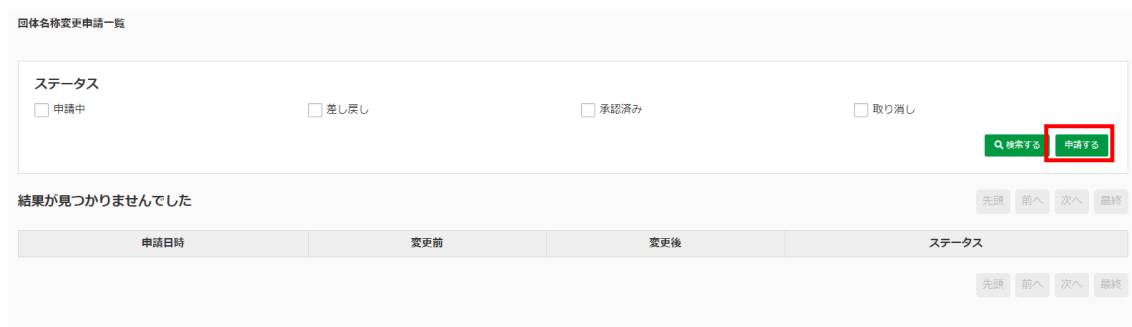 団体名称変更申請一覧
ステータス
申請中 差し戻し 承認済み 取り消し
検索する 申請する
結果が見つかりませんでした 先頭 前へ 次へ 最終
申請日時 変更前 変更後 ステータス
先頭 前へ 次へ 最終